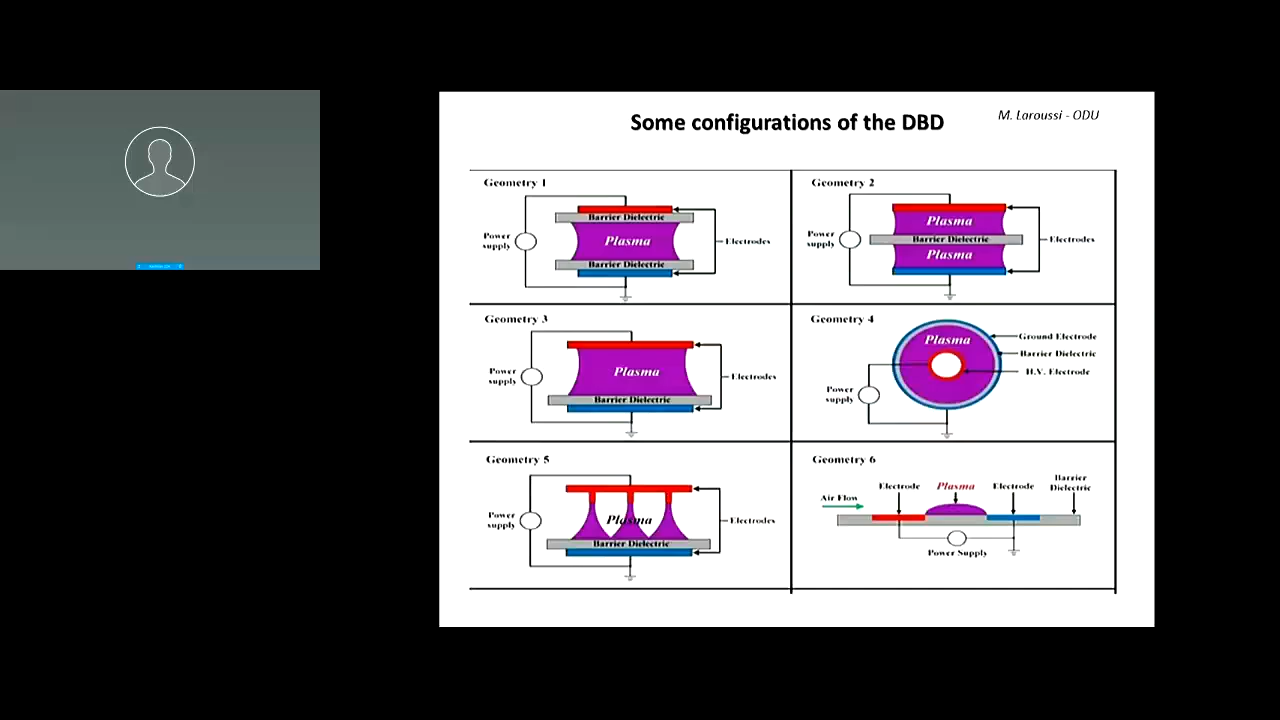 Some configurations of the DBD
M. Laroussi - ODU
Geometry 1
Barrier Dielectric
Power
supply
Plasma
Electrodes
Barrier Dielectric
Geometry 2
Plasma
Power
supply
Barrier Dielectric
Electrodes
Plasma
Geometry 3
Power
supply
Plasma
Electrodes
Barrier Dielectric
Geometry 4
Plasma
Ground Electrode
Barrier Dielectric
H.V. Electrode
Power
supply
Geometry 5
Power
supply
Plasma
Electrodes
Barrier Dielectric
Geometry 6
Barrier
Dielectric
Electrode
Plasma
Electrode
Air Flow
Power Supply